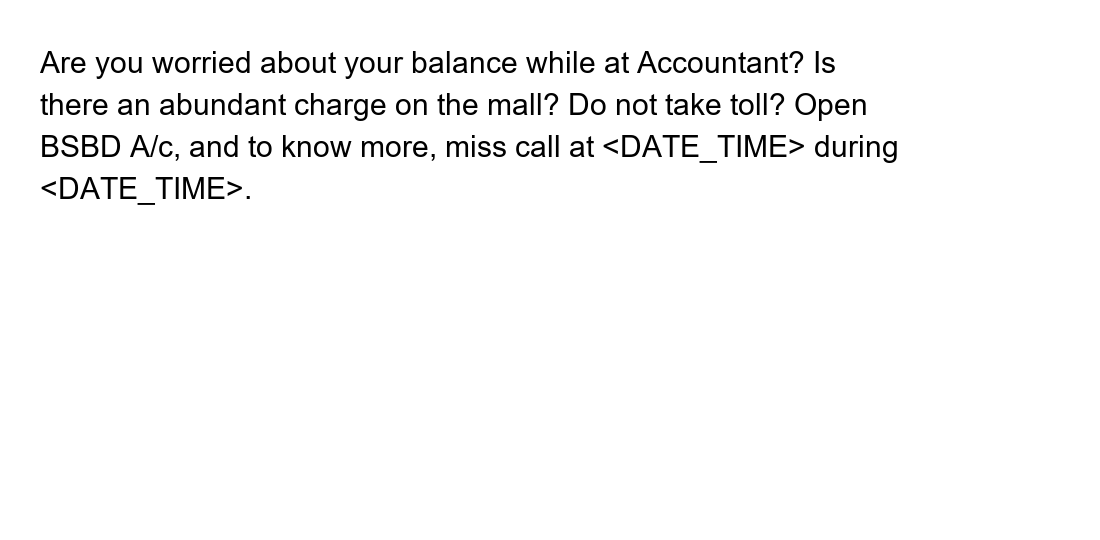 Are you worried about your balance while at Accountant? Is
there an abundant charge on the mall? Do not take toll? Open
BSBD A/c, and to know more, miss call at <DATE_TIME> during
<DATE_TIME>.